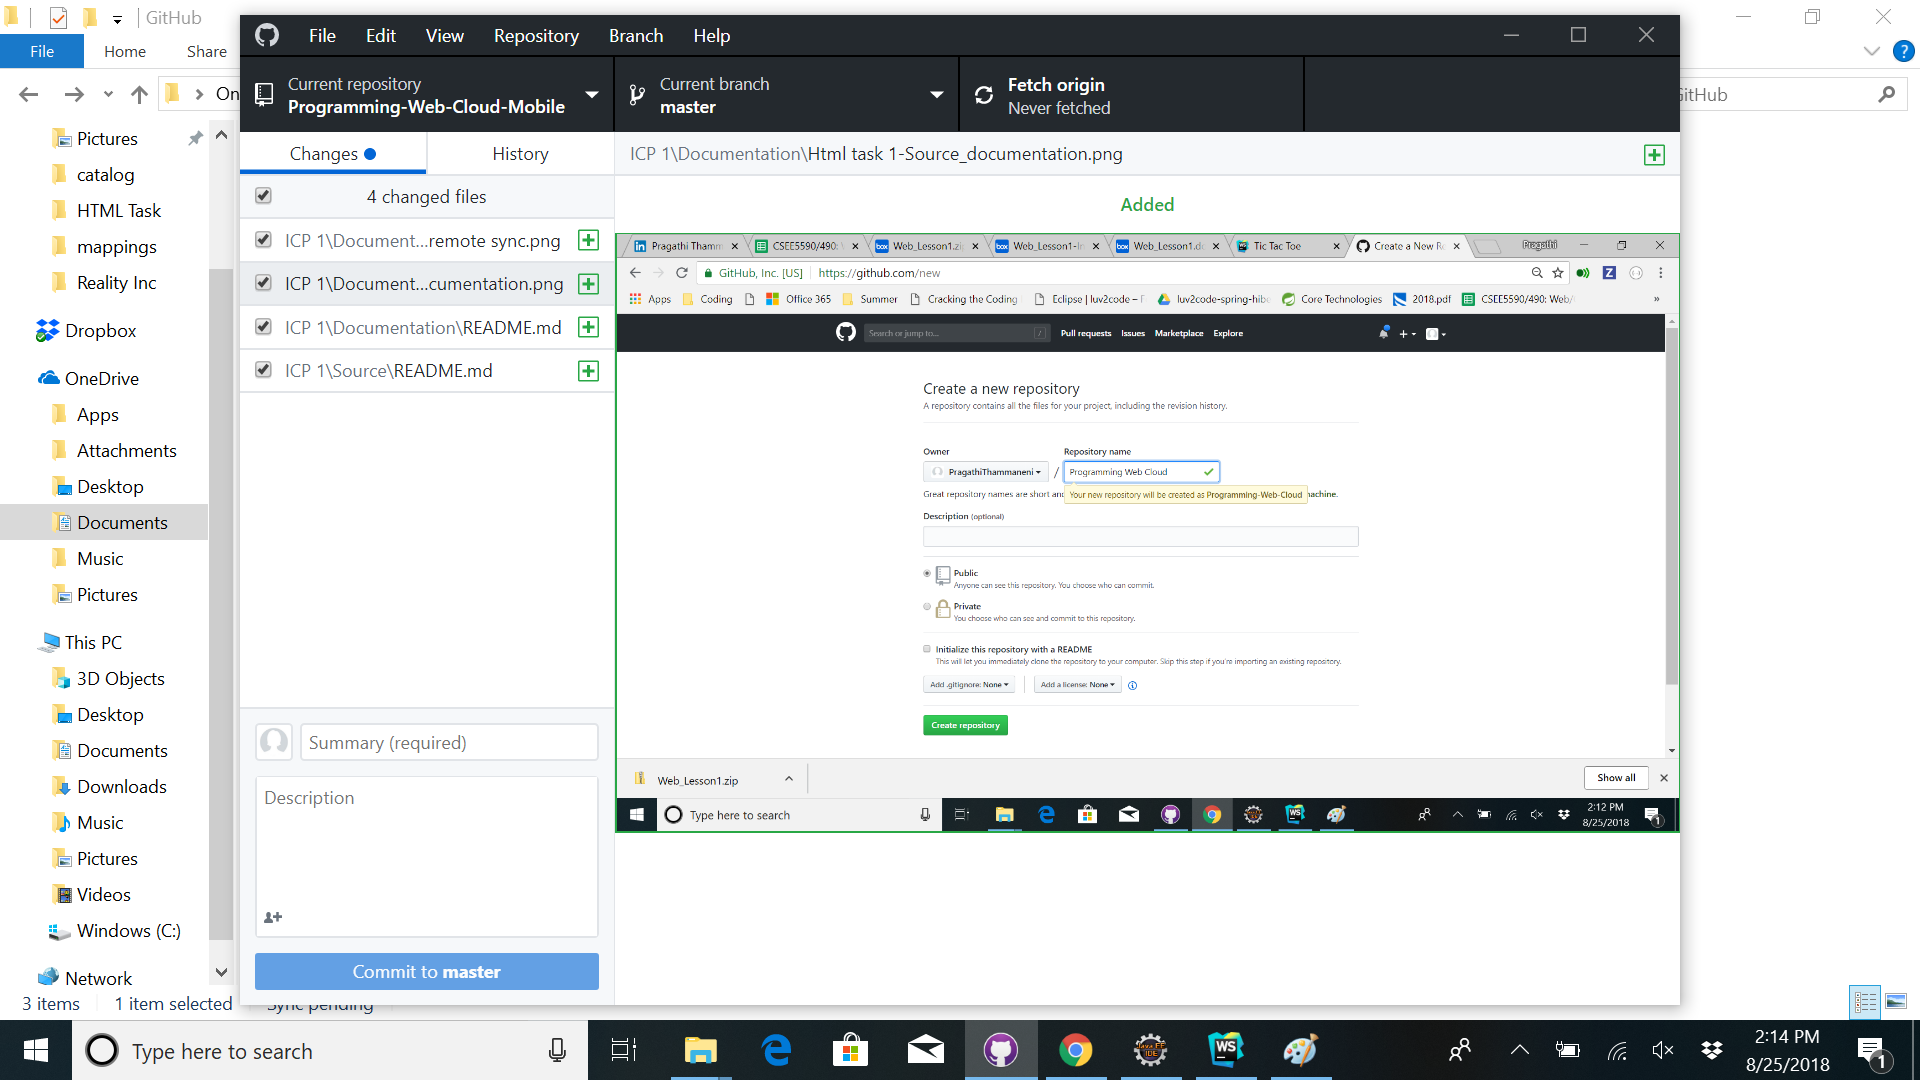 GitHub
File Home Share
On
GitHub
Pictures
catalog
HTML Task
mappings
Reality Inc
Dropbox
OneDrive
Apps
Attachments
Desktop
Documents
Music
Pictures
This PC
3D Objects
Desktop
Documents
Downloads
Music
Pictures
Videos
Windows (C:)
Network
3 items 1 item selected Sync pending
File Edit View Repository Branch Help
Current repository
Programming-Web-Cloud-Mobile
Current branch
master
Fetch origin
Never fetched
Changes History
4 changed files
ICP 1\Document...remote sync.png
ICP 1\Document...cumentation.png
ICP 1\Documentation\README.md
ICP 1\Source\README.md
Summary (required)
Description
Commit to master
ICP 1\Documentation\Html task 1-Source_documentation.png
Added
Pragathi Thamm CSEE5590/490: Web_Lesson1.zi Web_Lesson1-In Web_Lesson1.d Tic Tac Toe Create a New Re Pragathi
GitHub, Inc. [US] https://github.com/new
Apps Coding Office 365 Summer Cracking the Coding Eclipse | luv2code – luv2code-spring-hibe Core Technologies 2018.pdf CSEE5590/490: Web/ »
Search or jump to... / Pull requests Issues Marketplace Explore
Create a new repository
A repository contains all the files for your project, including the revision history.
Owner Repository name
PragathiThammaneni / Programming Web Cloud
Great repository names are short and
Your new repository will be created as Programming-Web-Cloud
machine.
Description (optional)
Public
Anyone can see this repository. You choose who can commit.
Private
You choose who can see and commit to this repository.
Initialize this repository with a README
This will let you immediately clone the repository to your computer. Skip this step if you're importing an existing repository.
Add .gitignore: None Add a license: None
Create repository
Web_Lesson1.zip
Show all
Type here to search
2:12 PM
8/25/2018
1
Type here to search
2:14 PM
8/25/2018
1